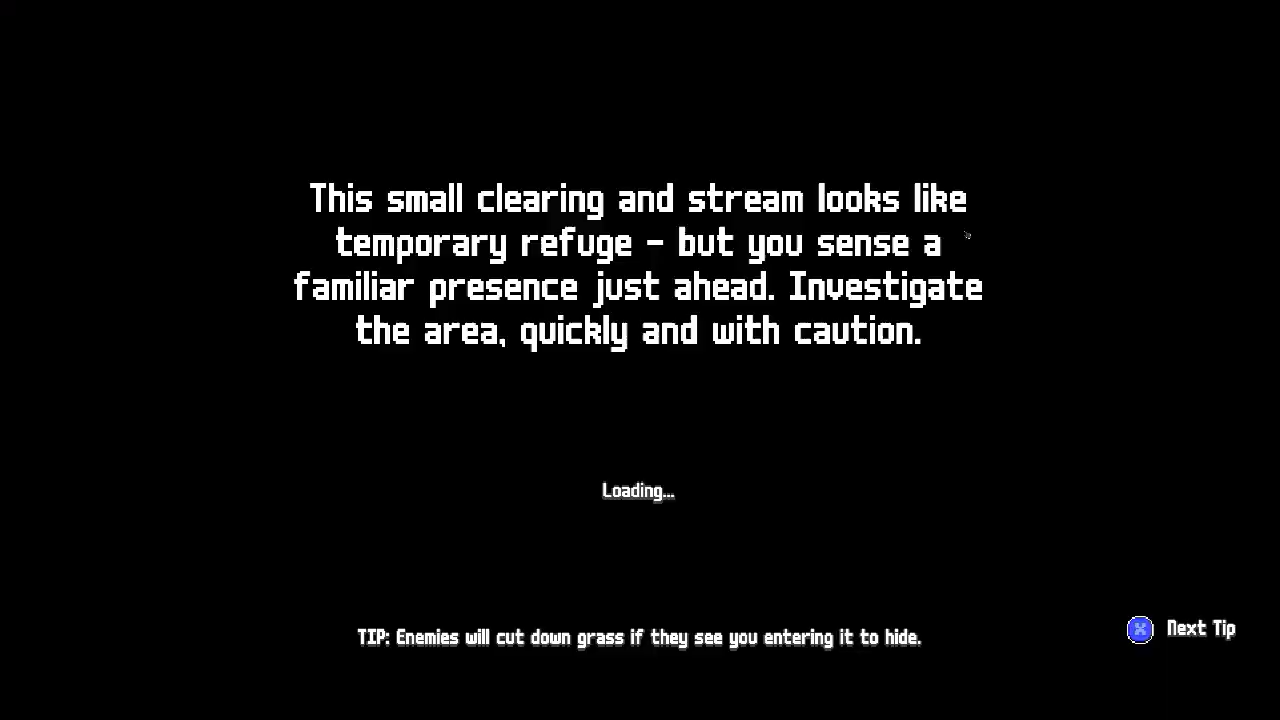 This small clearing and stream looks like
temporary refuge - but you sense a
familiar presence just ahead. Investigate
the area, quickly and with caution.
Loading...
TIP: Enemies will cut down grass if they see you entering it to hide.
X Next Tip